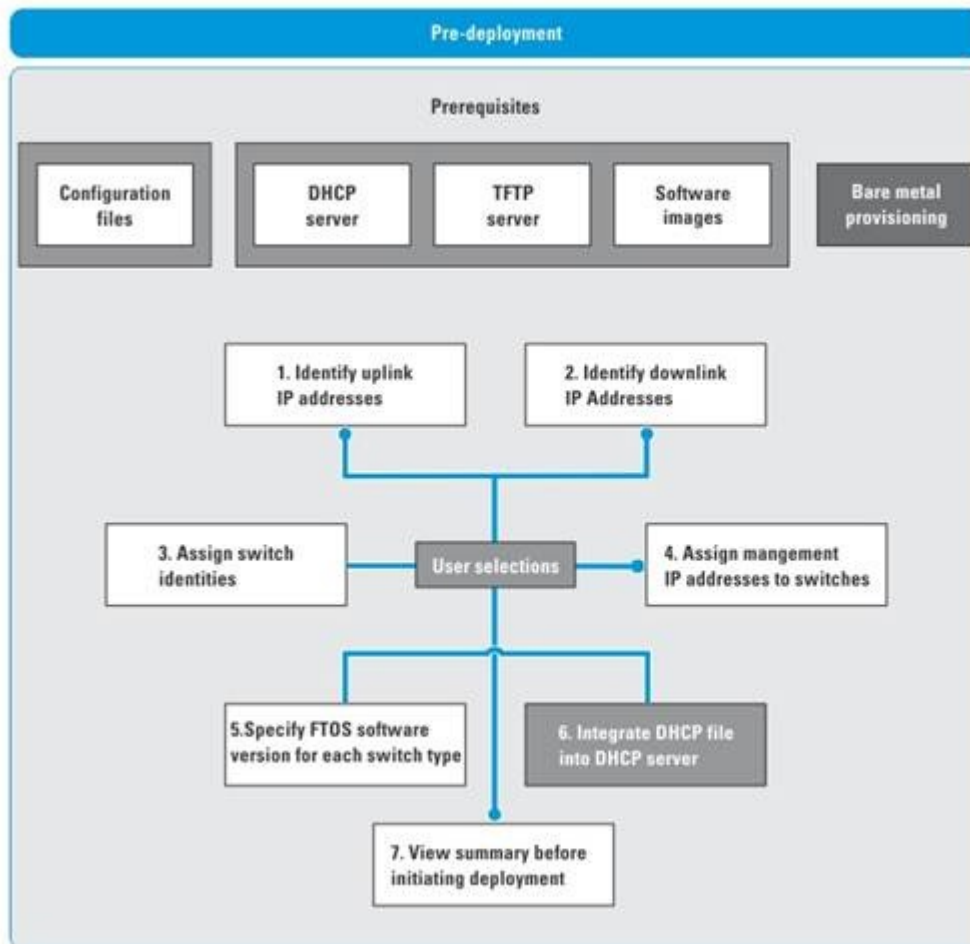 Pre-deployment
Prerequisites
Configuration
files
DHCP
server
TFTP
server
Software
images
Bare metal
provisioning
1. Identify uplink
IP addresses
2. Identify downlink
IP Addresses
3. Assign switch
identities
User selections
4. Assign mangement
IP addresses to switches
5.Specify FTOS software
version for each switch type
6. Integrate DHCP file
into DHCP server
7. View summary before
initiating deployment